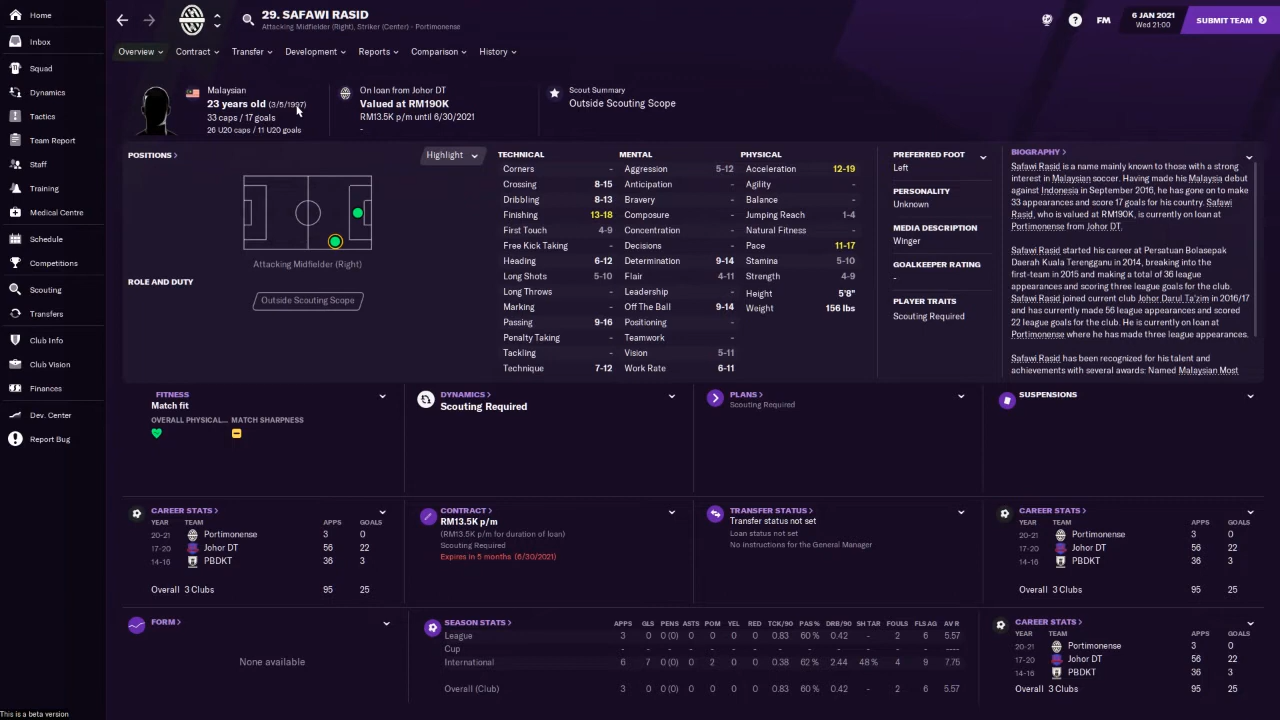 Home
Inbox
Squad
Dynamics
Tactics
Team Report
Staff
Training
Medical Centre
Schedule
Competitions
Scouting
Transfers
Club Info
Club Vision
Finances
Dev. Center
Report Bug
This is a beta version
29. SAFAWI RASID
Attacking Midfielder (Right), Striker (Center) - Portimonense
? FM
6 JAN 2021
Wed 21:00
SUBMIT TEAM
Overview Contract Transfer Development Reports Comparison History
Malaysian
23 years old (3/5/1997)
33 caps / 17 goals
26 U20 caps / 11 U20 goals
On loan from Johor DT
Valued at RM190K
RM13.5K p/m until 6/30/2021
-
Scout Summary
Outside Scouting Scope
POSITIONS
Highlight
Attacking Midfielder (Right)
ROLE AND DUTY
Outside Scouting Scope
TECHNICAL
Corners -
Crossing 8-15
Dribbling 8-13
Finishing 13-18
First Touch 4-9
Free Kick Taking -
Heading 6-12
Long Shots 5-10
Long Throws -
Marking -
Passing 9-16
Penalty Taking -
Tackling -
Technique 7-12
MENTAL
Aggression 5-12
Anticipation -
Bravery -
Composure -
Concentration -
Decisions -
Determination 9-14
Flair 4-11
Leadership -
Off The Ball 9-14
Positioning -
Teamwork -
Vision 5-11
Work Rate 6-11
PHYSICAL
Acceleration 12-19
Agility -
Balance -
Jumping Reach 1-4
Natural Fitness -
Pace 11-17
Stamina 5-10
Strength 4-9
Height 5'8"
Weight 156 lbs
PREFERRED FOOT
Left
PERSONALITY
Unknown
MEDIA DESCRIPTION
Winger
GOALKEEPER RATING
-
PLAYER TRAITS
Scouting Required
BIOGRAPHY
Safawi Rasid is a name mainly known to those with a strong
interest in Malaysian soccer. Having made his Malaysia debut
against Indonesia in September 2016, he has gone on to make
33 appearances and score 17 goals for his country. Safawi
Rasid, who is valued at RM190K, is currently on loan at
Portimonense from Johor DT.
Safawi Rasid started his career at Persatuan Bolasepak
Daerah Kuala Terengganu in 2014, breaking into the
first-team in 2015 and making a total of 36 league
appearances and scoring three league goals for the club.
Safawi Rasid joined current club Johor Darul Ta'zim in 2016/17
and has currently made 56 league appearances and scored
22 league goals for the club. He is currently on loan at
Portimonense where he has made three league appearances.
Safawi Rasid has been recognized for his talent and
achievements with several awards: Named Malaysian Most
FITNESS
Match fit
OVERALL PHYSICAL... MATCH SHARPNESS
DYNAMICS
Scouting Required
PLANS
Scouting Required
SUSPENSIONS
CAREER STATS
YEAR TEAM APPS GOALS
20-21 Portimonense 3 0
17-20 Johor DT 56 22
14-16 PBDKT 36 3
Overall 3 Clubs 95 25
CONTRACT
RM13.5K p/m
(RM13.5K p/m for duration of loan)
Scouting Required
Expires in 5 months (6/30/2021)
TRANSFER STATUS
Transfer status not set
Loan status not set
No instructions for the General Manager
CAREER STATS
YEAR TEAM APPS GOALS
20-21 Portimonense 3 0
17-20 Johor DT 56 22
14-16 PBDKT 36 3
Overall 3 Clubs 95 25
FORM
None available
SEASON STATS APPS GLS PENS ASTS POM YEL RED TCK/90 PAS % DRB/90 SH TAR FOULS FLS AG AV R
League 3 0 0 (0) 0 0 0 0 0.83 60 % 0.42 - 2 6 5.57
Cup - - - - - - - - - - - - - ----
International 6 7 0 (0) 0 2 0 0 0.38 62 % 2.44 48 % 4 9 7.75
Overall (Club) 3 0 0 (0) 0 0 0 0 0.83 60 % 0.42 - 2 6 5.57
CAREER STATS
YEAR TEAM APPS GOALS
20-21 Portimonense 3 0
17-20 Johor DT 56 22
14-16 PBDKT 36 3
Overall 3 Clubs 95 25